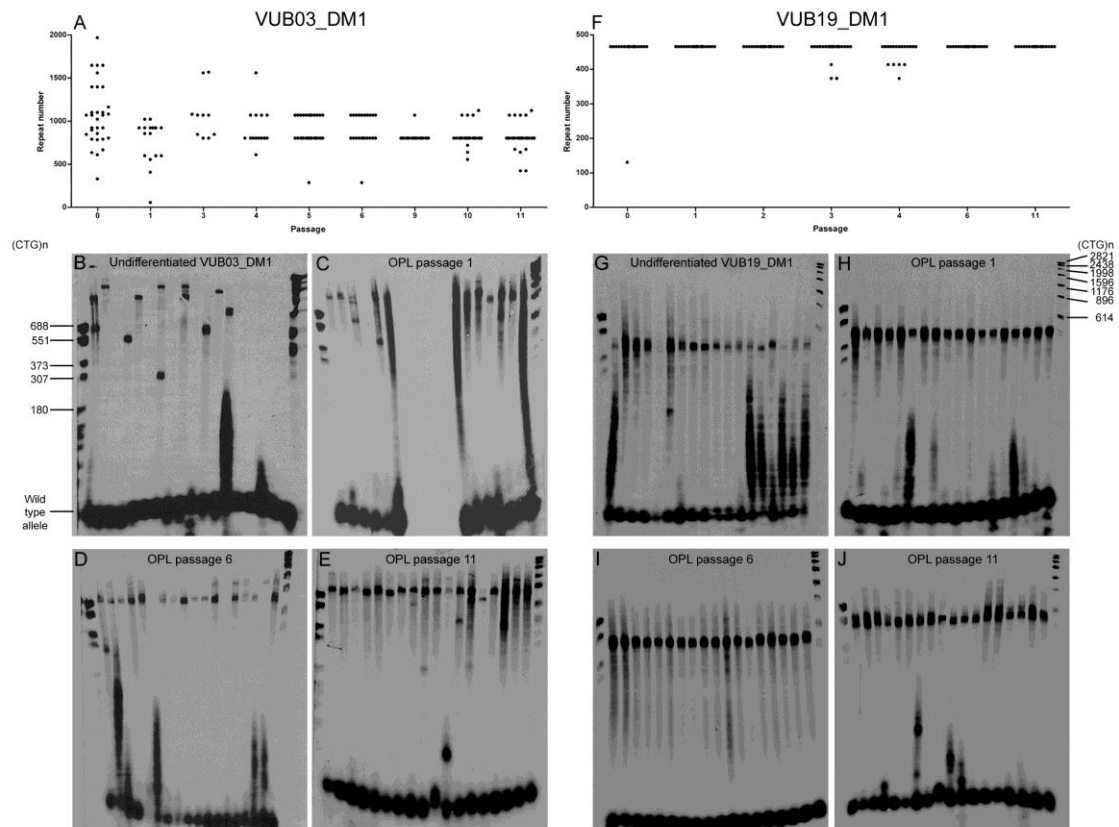 A
VUB03_DM1
2000
1500
1000
500
0
Repeat number
0 1 3 4 5 6 9 10 11
Passage
F
VUB19_DM1
500
400
300
200
100
0
Repeat number
0 1 2 3 4 6 11
Passage
(CTG)n
B
Undifferentiated VUB03_DM1
688
551
373
307
180
Wild
type
allele
C
OPL passage 1
G
Undifferentiated VUB19_DM1
H
OPL passage 1
(CTG)n
2821
2438
1998
1596
1176
896
614
D
OPL passage 6
E
OPL passage 11
I
OPL passage 6
J
OPL passage 11